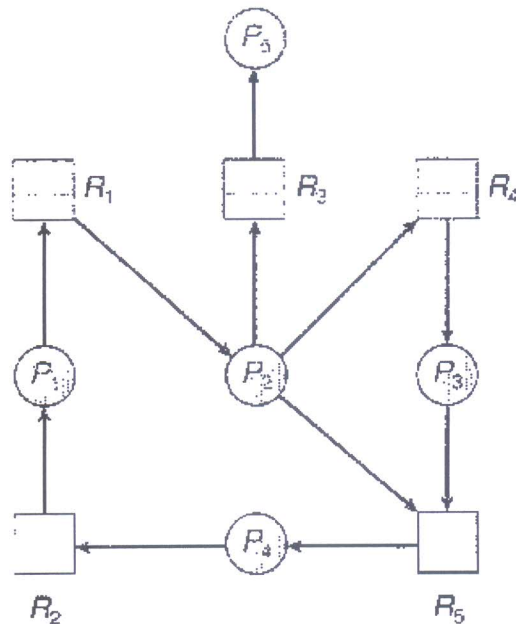 P₅
R₁ R₃ R₄
P₁ P₂ P₃
P₄
R₂ R₅